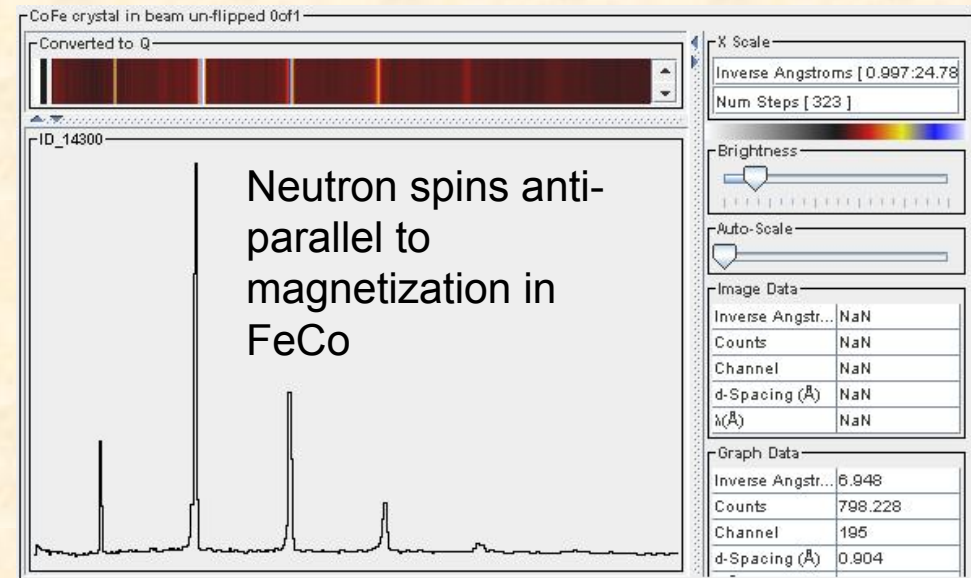 CoFe crystal in beam un-flipped 0of1
Converted to Q
ID_14300
Neutron spins anti-
parallel to
magnetization in
FeCo
X Scale
Inverse Angstroms [ 0.997:24.78
Num Steps [ 323 ]
Brightness
Auto-Scale
Image Data
Inverse Angstr... NaN
Counts NaN
Channel NaN
d-Spacing (Å) NaN
λ(Å) NaN
Graph Data
Inverse Angstr... 6.948
Counts 798.228
Channel 195
d-Spacing (Å) 0.904